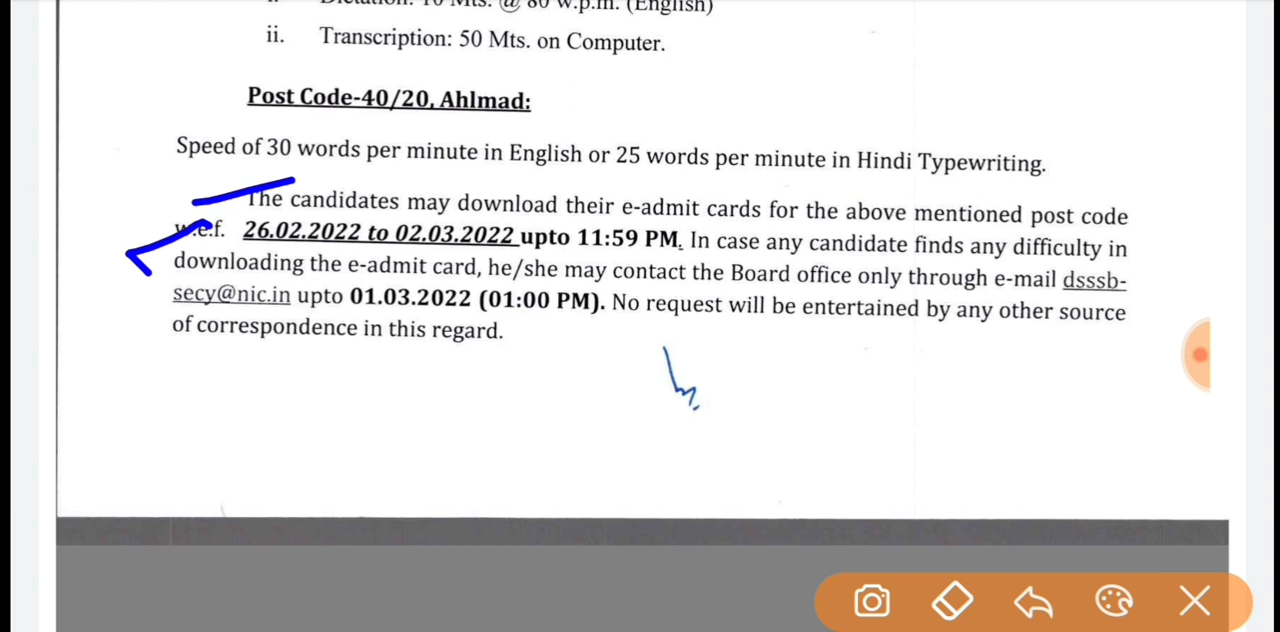 Dictation: 10 Mts. @ 80 w.p.m. (English)
ii. Transcription: 50 Mts. on Computer.
Post Code-40/20, Ahlmad:
Speed of 30 words per minute in English or 25 words per minute in Hindi Typewriting.
The candidates may download their e-admit cards for the above mentioned post code
w.e.f. 26.02.2022 to 02.03.2022 upto 11:59 PM. In case any candidate finds any difficulty in
downloading the e-admit card, he/she may contact the Board office only through e-mail dsssb-
secy@nic.in upto 01.03.2022 (01:00 PM). No request will be entertained by any other source
of correspondence in this regard.